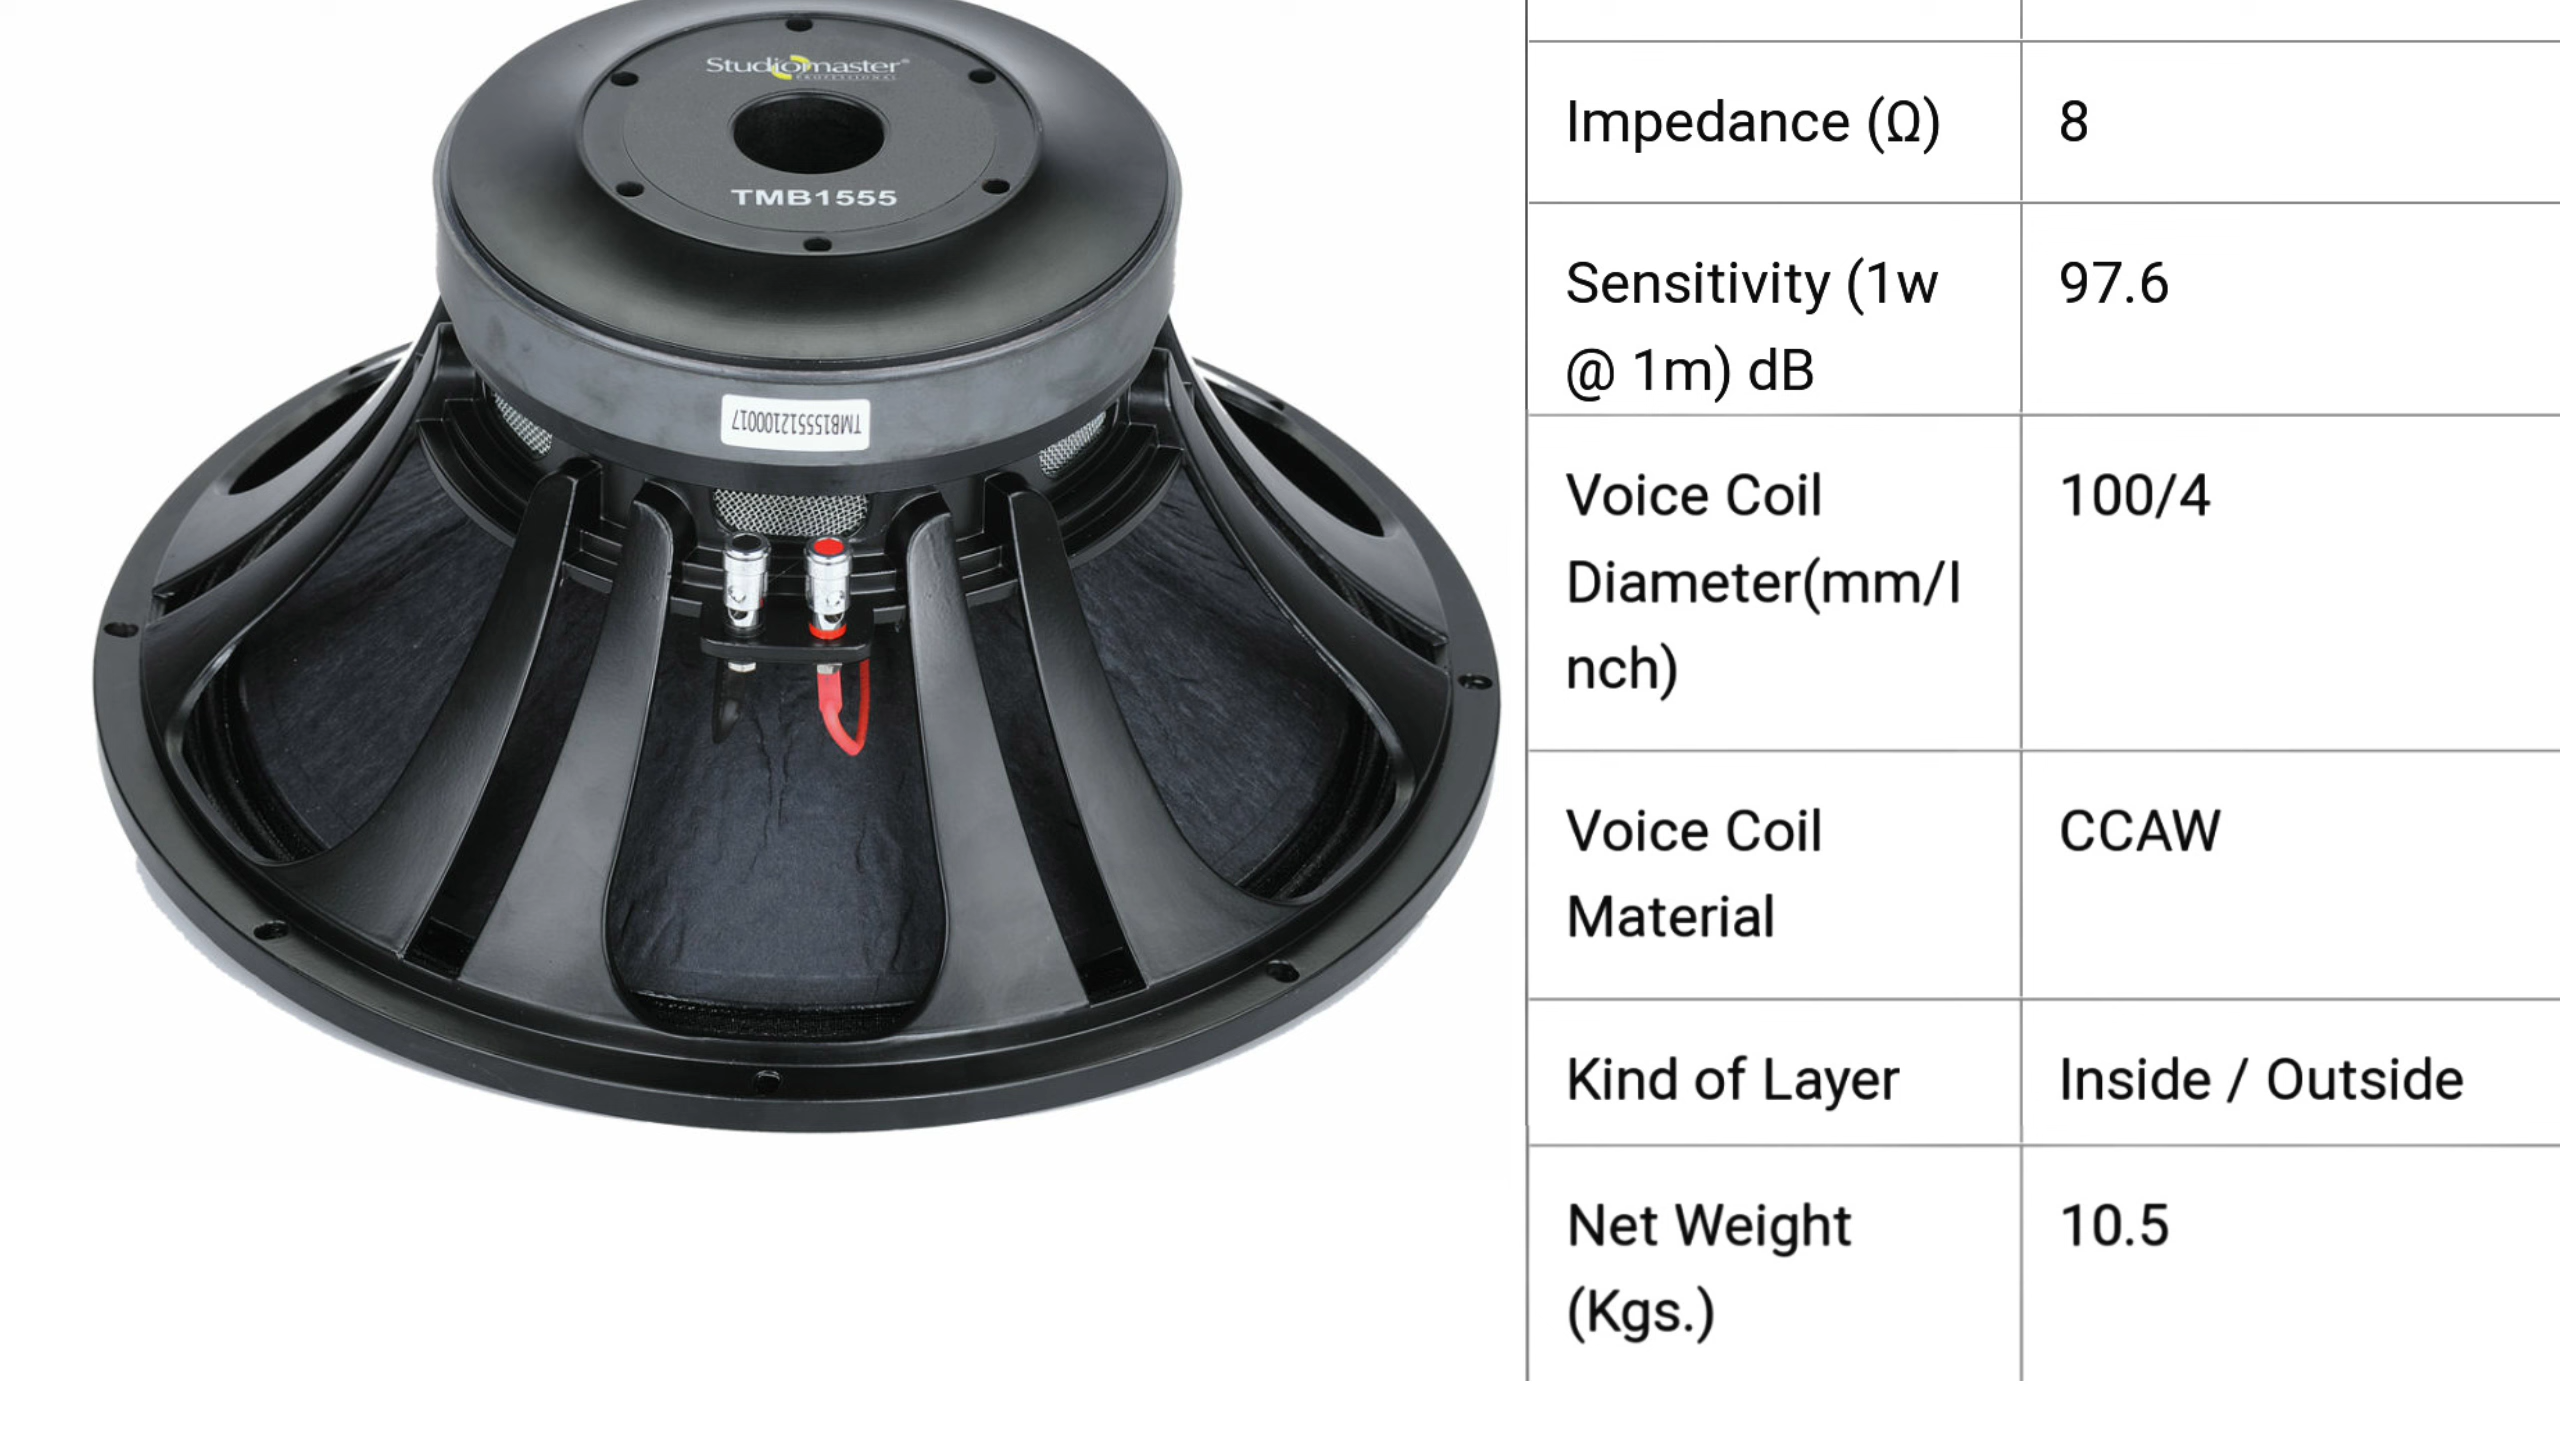 Studiomaster®
PROFESSIONAL
TMB1555
TMB155512100017
Impedance (Ω)
8
Sensitivity (1w
@ 1m) dB
97.6
Voice Coil
Diameter(mm/I
nch)
100/4
Voice Coil
Material
CCAW
Kind of Layer
Inside / Outside
Net Weight
(Kgs.)
10.5